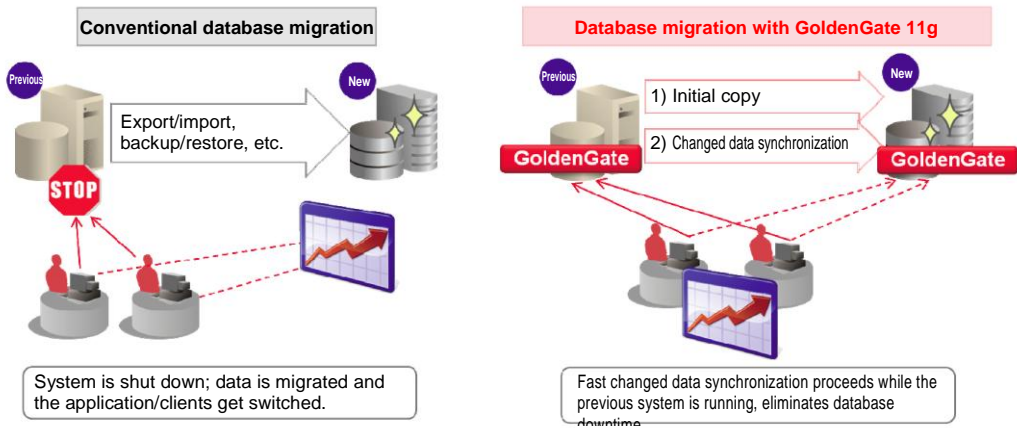 Conventional database migration
Previous
New
Export/import,
backup/restore, etc.
STOP
System is shut down; data is migrated and
the application/clients get switched.
Database migration with GoldenGate 11g
Previous
New
1) Initial copy
2) Changed data synchronization
GoldenGate
GoldenGate
Fast changed data synchronization proceeds while the
previous system is running, eliminates database
downtime